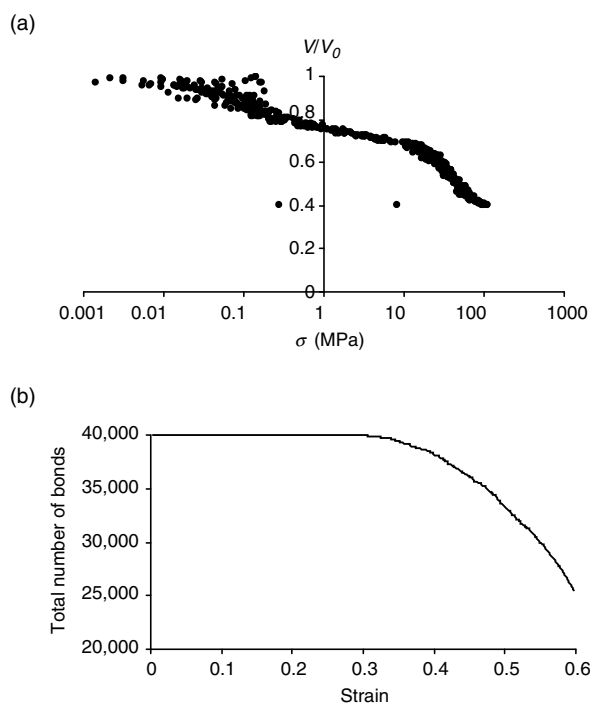 (a)
V/V0
1
0.8
0.6
0.4
0.2
0
0.001 0.01 0.1 1 10 100 1000
σ (MPa)
(b)
40,000
35,000
30,000
25,000
20,000
Total number of bonds
0 0.1 0.2 0.3 0.4 0.5 0.6
Strain